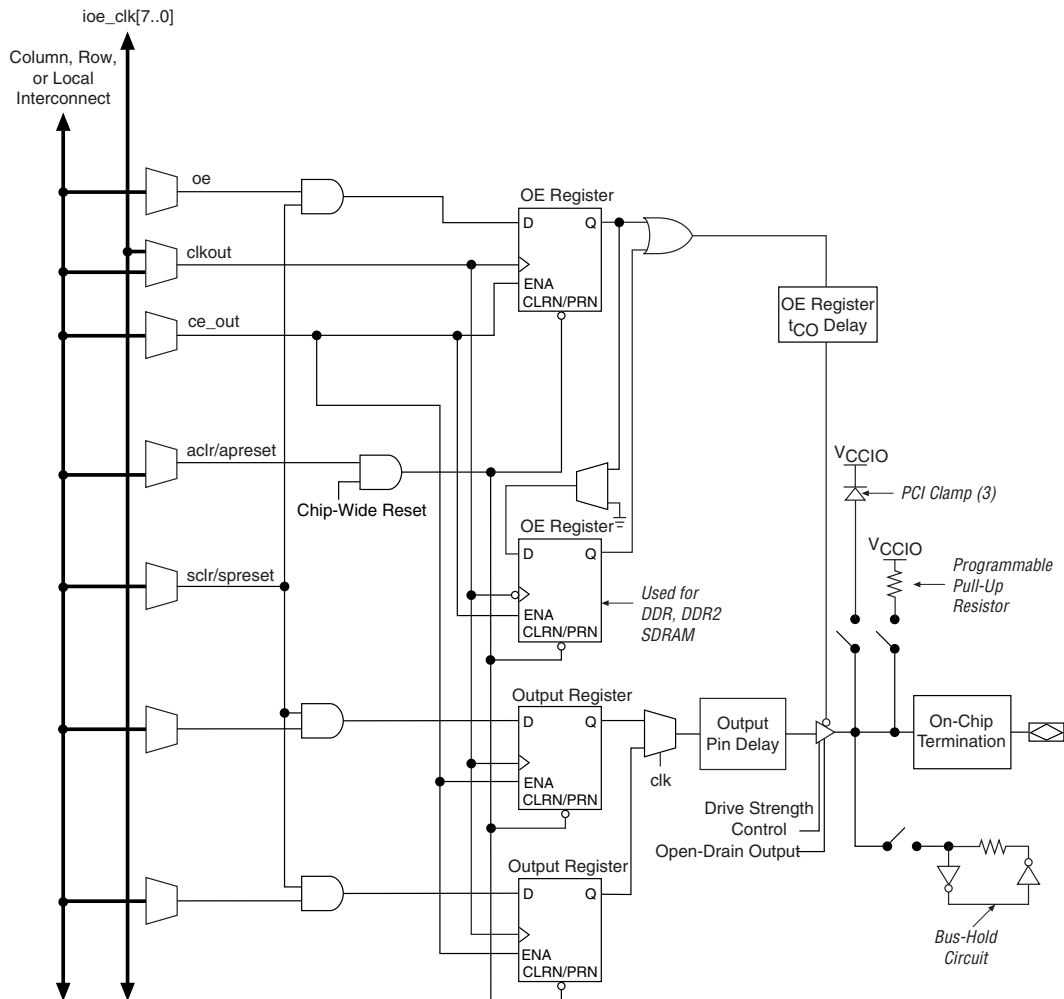 ioe_clk[7..0]
Column, Row,
or Local
Interconnect
oe
OE Register
D
Q
clkout
ENA
CLRN/PRN
ce_out
OE Register
tCO Delay
aclr/apreset
Chip-Wide Reset
VCCIO
PCI Clamp (3)
OE Register
D
Q
VCCIO
Programmable
Pull-Up
Resistor
sclr/spreset
ENA
CLRN/PRN
Used for
DDR, DDR2
SDRAM
Output Register
D
Q
ENA
CLRN/PRN
clk
Output
Pin Delay
On-Chip
Termination
Drive Strength
Control
Open-Drain Output
Output Register
D
Q
ENA
CLRN/PRN
Bus-Hold
Circuit